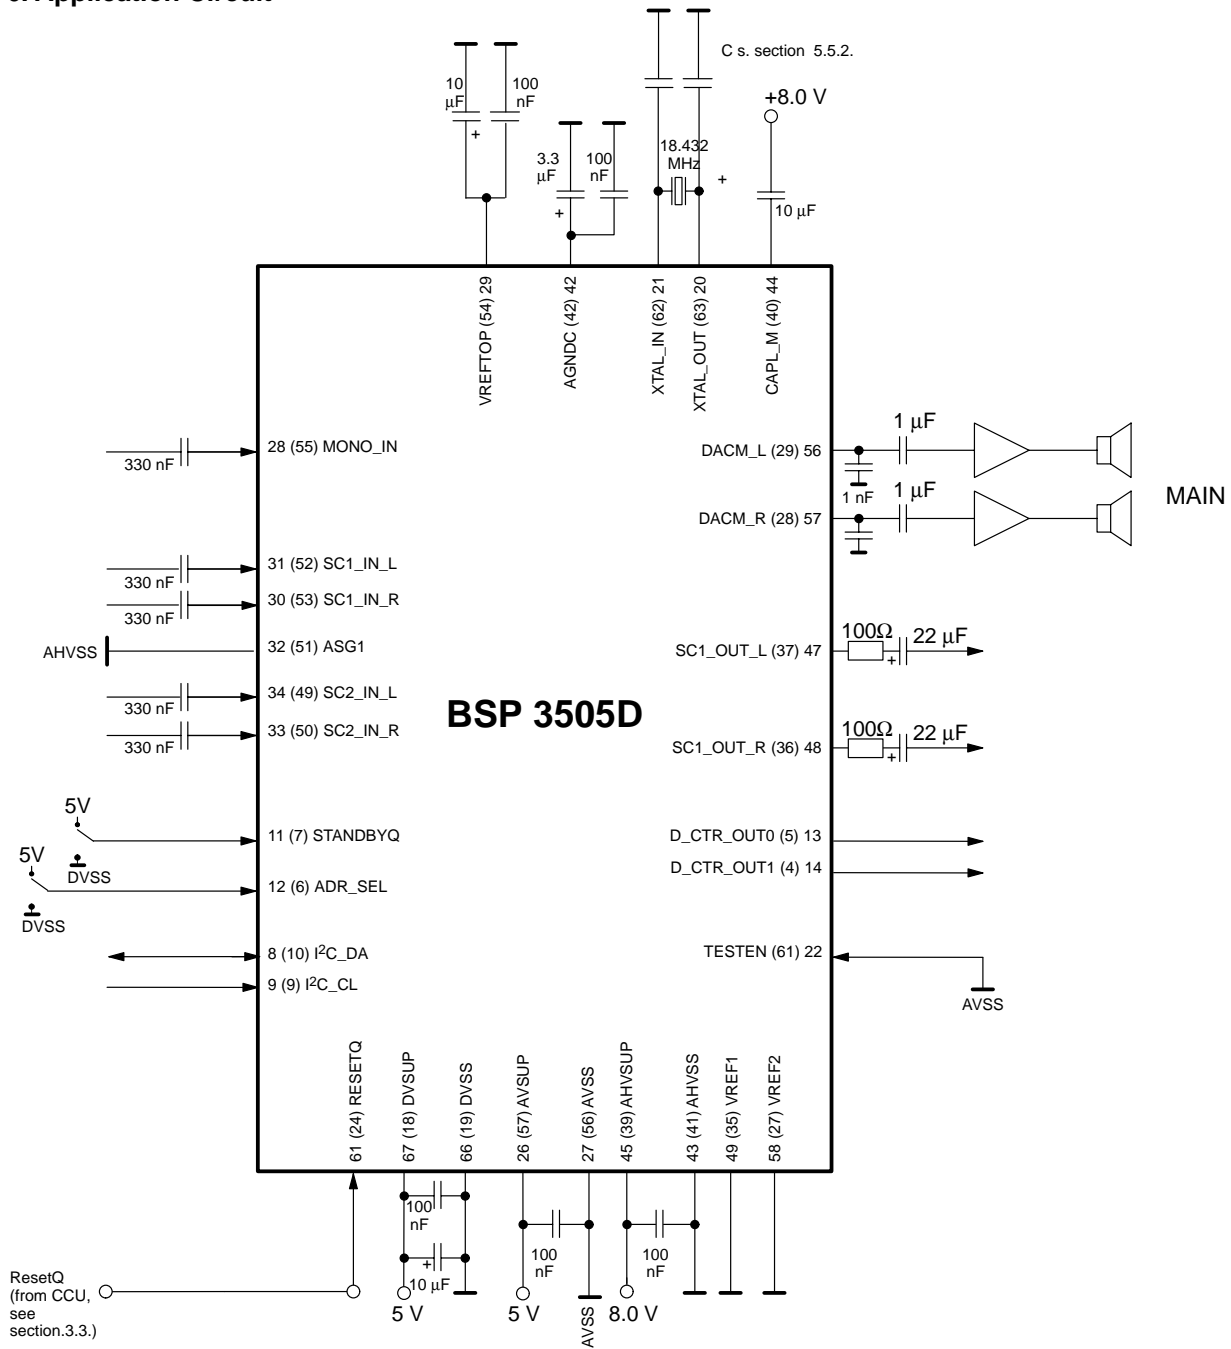 C s. section 5.5.2.
10
μF
100
nF
+
+8.0 V
3.3
μF
100
nF
+
18.432
MHz
+
10 μF
VREFTOP (54) 29
AGNDC (42) 42
XTAL_IN (62) 21
XTAL_OUT (63) 20
CAPL_M (40) 44
330 nF
28 (55) MONO_IN
DACM_L (29) 56
1 μF
1 nF
DACM_R (28) 57
1 μF
MAIN
330 nF
31 (52) SC1_IN_L
330 nF
30 (53) SC1_IN_R
AHVSS
32 (51) ASG1
SC1_OUT_L (37) 47
100Ω
+
22 μF
330 nF
34 (49) SC2_IN_L
330 nF
33 (50) SC2_IN_R
BSP 3505D
SC1_OUT_R (36) 48
100Ω
+
22 μF
5V
DVSS
11 (7) STANDBYQ
D_CTR_OUT0 (5) 13
5V
DVSS
12 (6) ADR_SEL
D_CTR_OUT1 (4) 14
8 (10) I²C_DA
9 (9) I²C_CL
TESTEN (61) 22
AVSS
61 (24) RESETQ
67 (18) DVSUP
66 (19) DVSS
26 (57) AVSUP
27 (56) AVSS
45 (39) AHVSUP
43 (41) AHVSS
49 (35) VREF1
58 (27) VREF2
100
nF
+
10 μF
100
nF
100
nF
5 V
5 V
AVSS
8.0 V
ResetQ
(from CCU,
see
section.3.3.)